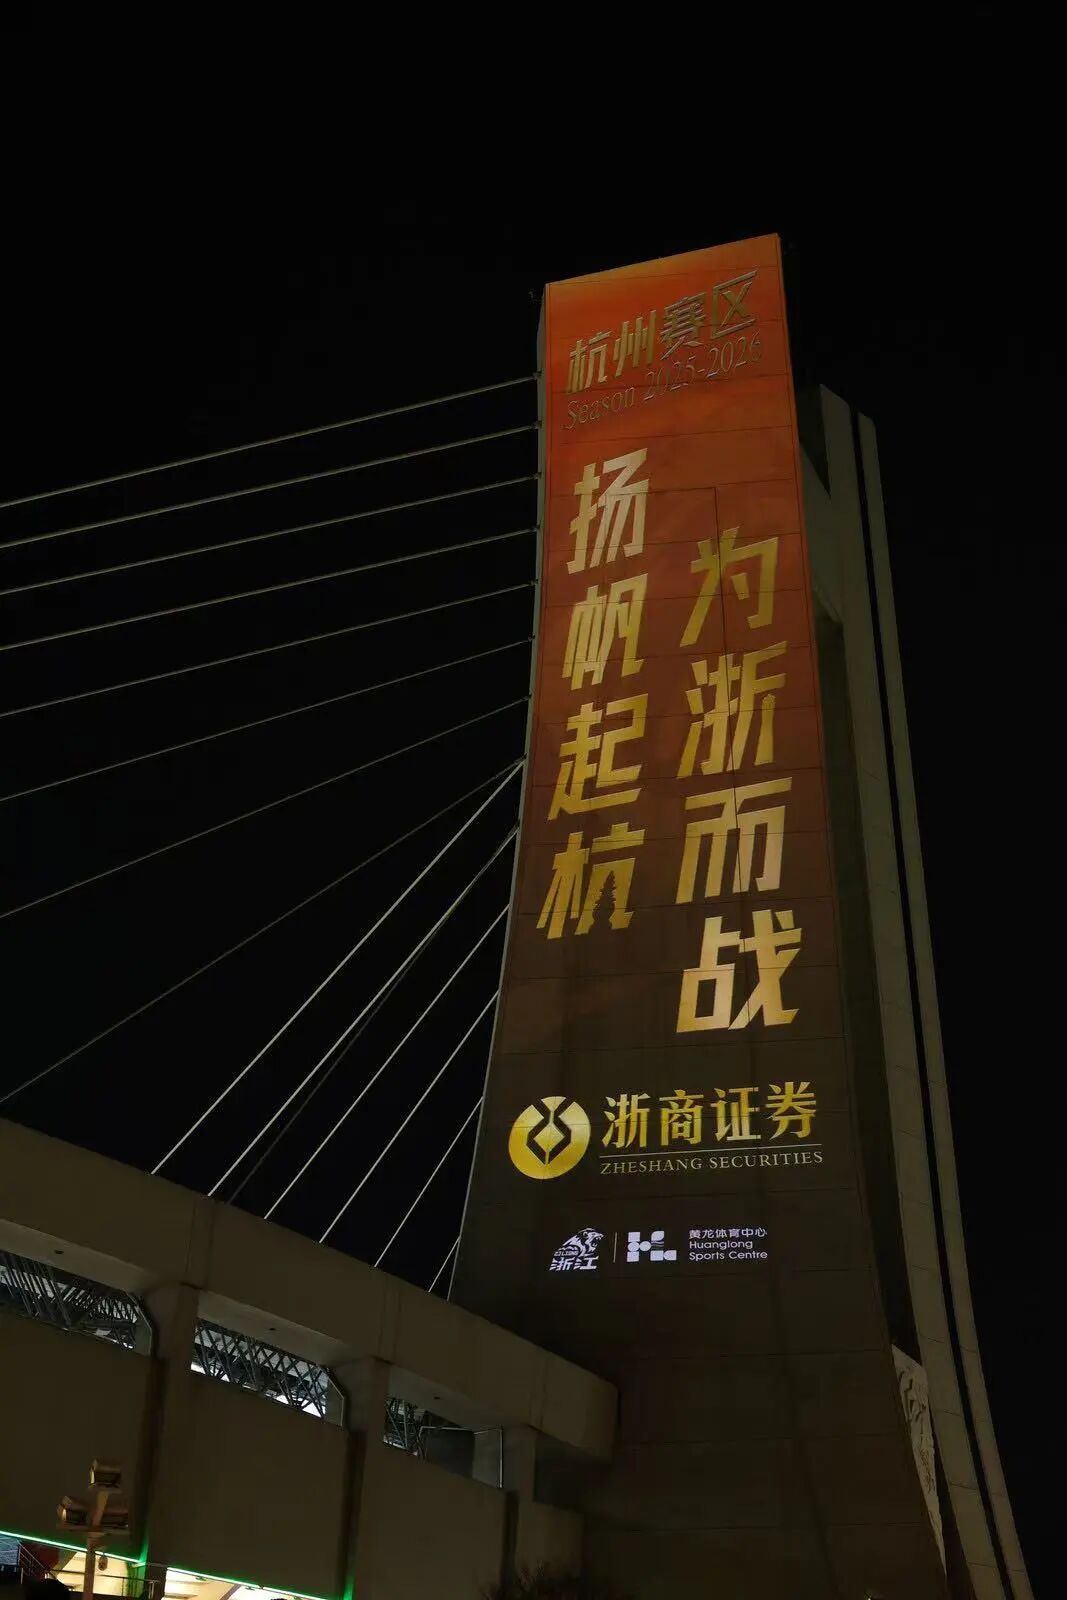 杭州赛区
Season 2025-2026
扬帆起杭
为浙而战
浙商证券
ZHESHANG SECURITIES
浙江
黄龙体育中心
Huanglong
Sports Centre